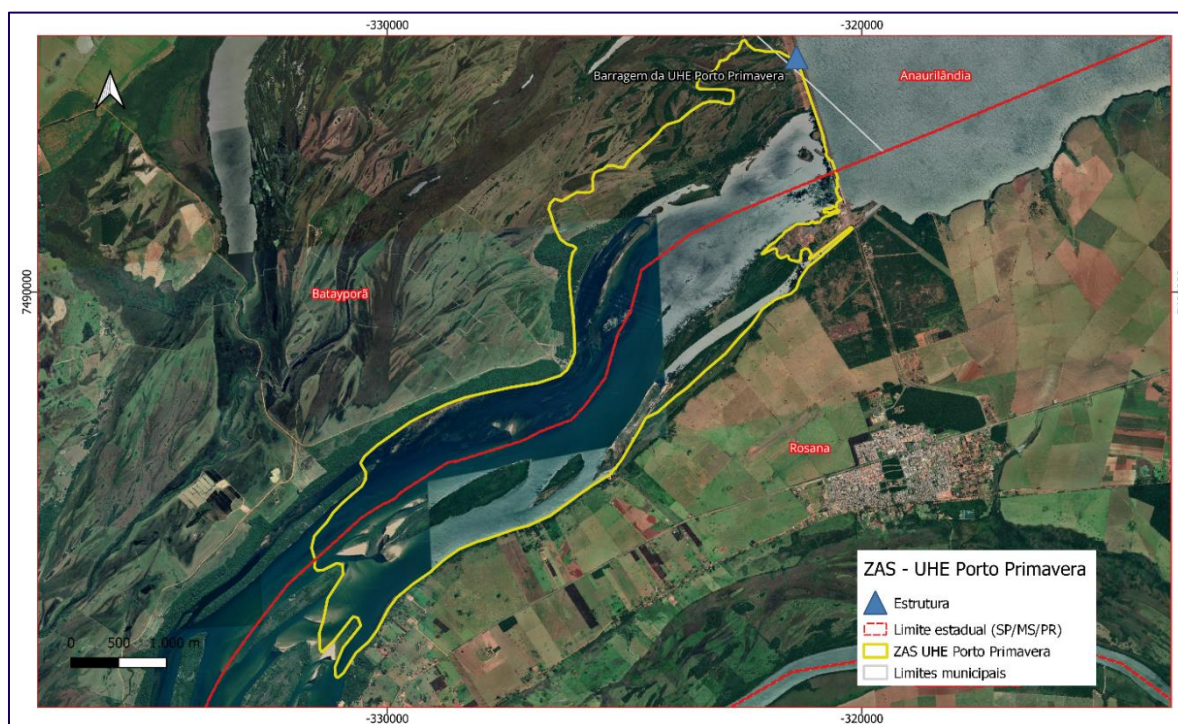 -330000
-320000
Barragem da UHE Porto Primavera
Anaurilândia
7490000
Batayporã
Rosana
ZAS - UHE Porto Primavera
Estrutura
Limite estadual (SP/MS/PR)
ZAS UHE Porto Primavera
Limites municipais
0 500 1.000 m
-330000
-320000